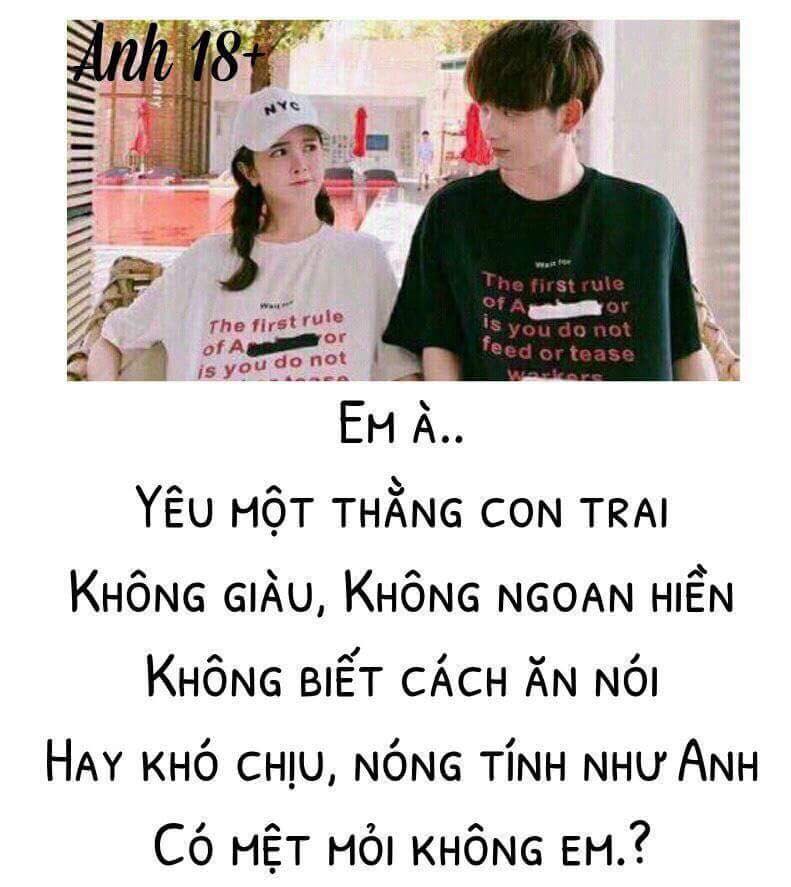 Anh 18+
NYC
Wait for
The first rule
of A
or
is you do not
Wait for
The first rule
of A
or
is you do not
feed or tease
workers
Em à..
Yêu một thằng con trai
Không giàu, Không ngoan hiền
Không biết cách ăn nói
Hay khó chịu, nóng tính như Anh
Có mệt mỏi không em.?